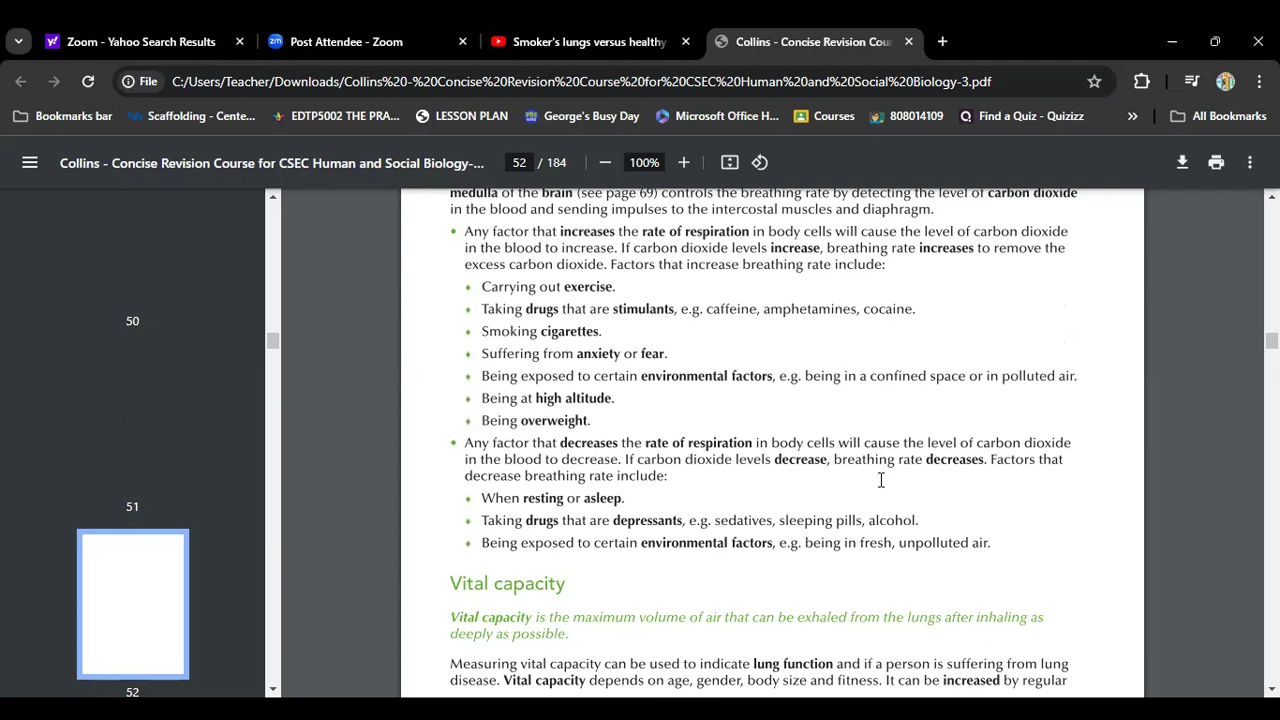 Zoom - Yahoo Search Results
Post Attendee - Zoom
Smoker's lungs versus healthy
Collins - Concise Revision Cour
File
C:/Users/Teacher/Downloads/Collins%20-%20Concise%20Revision%20Course%20for%20CSEC%20Human%20and%20Social%20Biology-3.pdf
Bookmarks bar
Scaffolding - Cente...
EDTP5002 THE PRA...
LESSON PLAN
George's Busy Day
Microsoft Office H...
Courses
808014109
Find a Quiz - Quizizz
All Bookmarks
Collins - Concise Revision Course for CSEC Human and Social Biology-...
52 / 184
100%
50
51
52
medulla of the brain (see page 69) controls the breathing rate by detecting the level of carbon dioxide
in the blood and sending impulses to the intercostal muscles and diaphragm.
• Any factor that increases the rate of respiration in body cells will cause the level of carbon dioxide
in the blood to increase. If carbon dioxide levels increase, breathing rate increases to remove the
excess carbon dioxide. Factors that increase breathing rate include:
♦ Carrying out exercise.
♦ Taking drugs that are stimulants, e.g. caffeine, amphetamines, cocaine.
♦ Smoking cigarettes.
♦ Suffering from anxiety or fear.
♦ Being exposed to certain environmental factors, e.g. being in a confined space or in polluted air.
♦ Being at high altitude.
♦ Being overweight.
• Any factor that decreases the rate of respiration in body cells will cause the level of carbon dioxide
in the blood to decrease. If carbon dioxide levels decrease, breathing rate decreases. Factors that
decrease breathing rate include:
♦ When resting or asleep.
♦ Taking drugs that are depressants, e.g. sedatives, sleeping pills, alcohol.
♦ Being exposed to certain environmental factors, e.g. being in fresh, unpolluted air.
Vital capacity
Vital capacity is the maximum volume of air that can be exhaled from the lungs after inhaling as
deeply as possible.
Measuring vital capacity can be used to indicate lung function and if a person is suffering from lung
disease. Vital capacity depends on age, gender, body size and fitness. It can be increased by regular